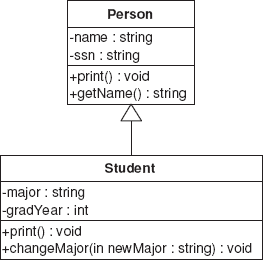 Person
-name : string
-ssn : string
+print() : void
+getName() : string
Student
-major : string
-gradYear : int
+print() : void
+changeMajor(in newMajor : string) : void